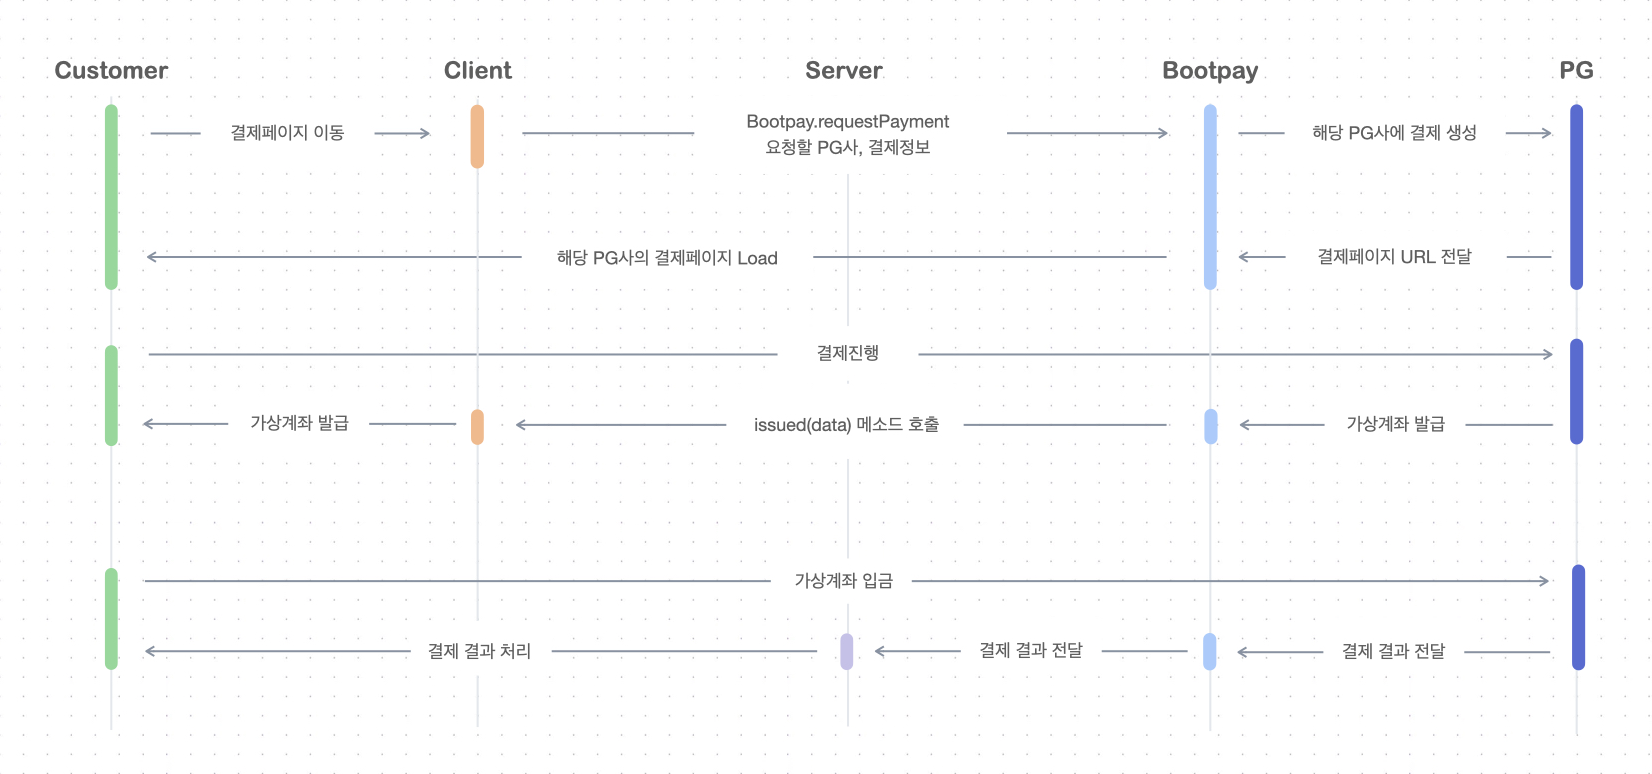 Customer
Client
Server
Bootpay
PG
결제페이지 이동
Bootpay.requestPayment
요청할 PG사, 결제정보
해당 PG사에 결제 생성
해당 PG사의 결제페이지 Load
결제페이지 URL 전달
결제진행
가상계좌 발급
issued(data) 메소드 호출
가상계좌 발급
가상계좌 입금
결제 결과 처리
결제 결과 전달
결제 결과 전달